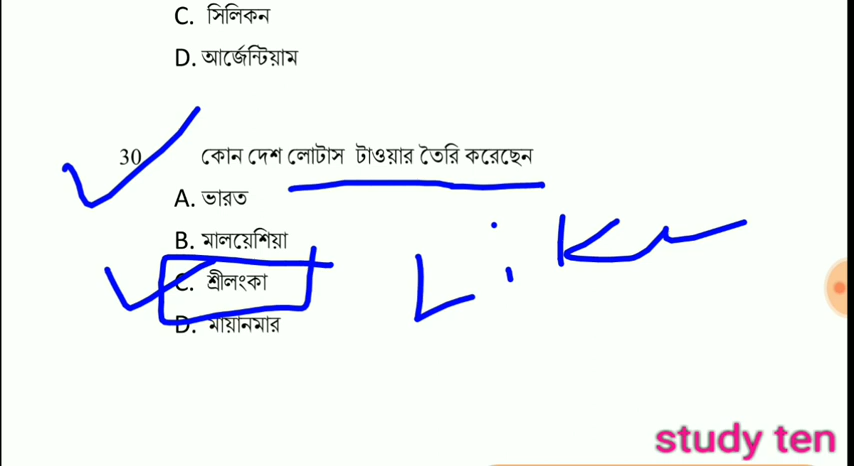 C. সিলিকন
D. আর্জেন্টিয়াম
30 কোন দেশ লোটাস টাওয়ার তৈরি করেছেন
A. ভারত
B. মালয়েশিয়া
C. শ্রীলংকা
D. মায়ানমার
Like
study ten